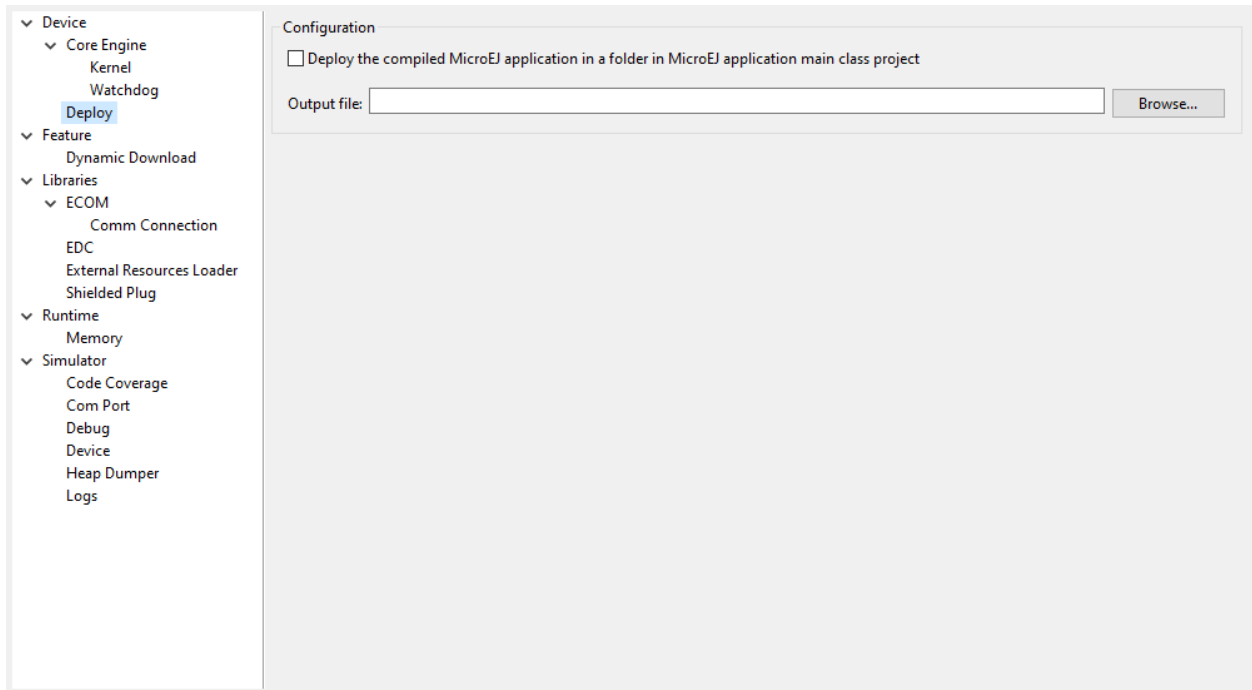 Device
Core Engine
Kernel
Watchdog
Deploy
Feature
Dynamic Download
Libraries
ECOM
Comm Connection
EDC
External Resources Loader
Shielded Plug
Runtime
Memory
Simulator
Code Coverage
Com Port
Debug
Device
Heap Dumper
Logs
Configuration
Deploy the compiled MicroEJ application in a folder in MicroEJ application main class project
Output file:
Browse...